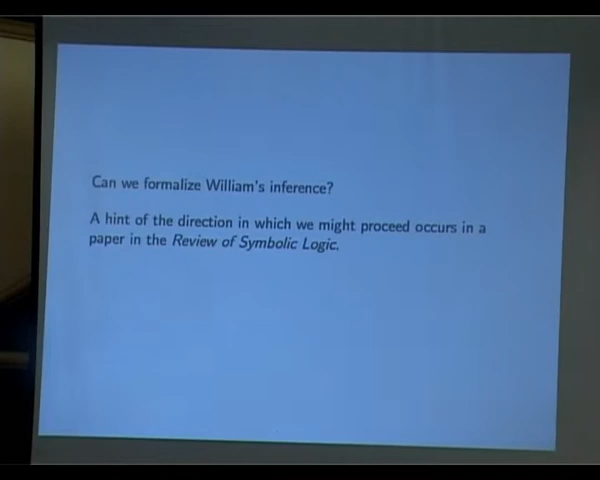 Can we formalize William's inference?
A hint of the direction in which we might proceed occurs in a
paper in the Review of Symbolic Logic.